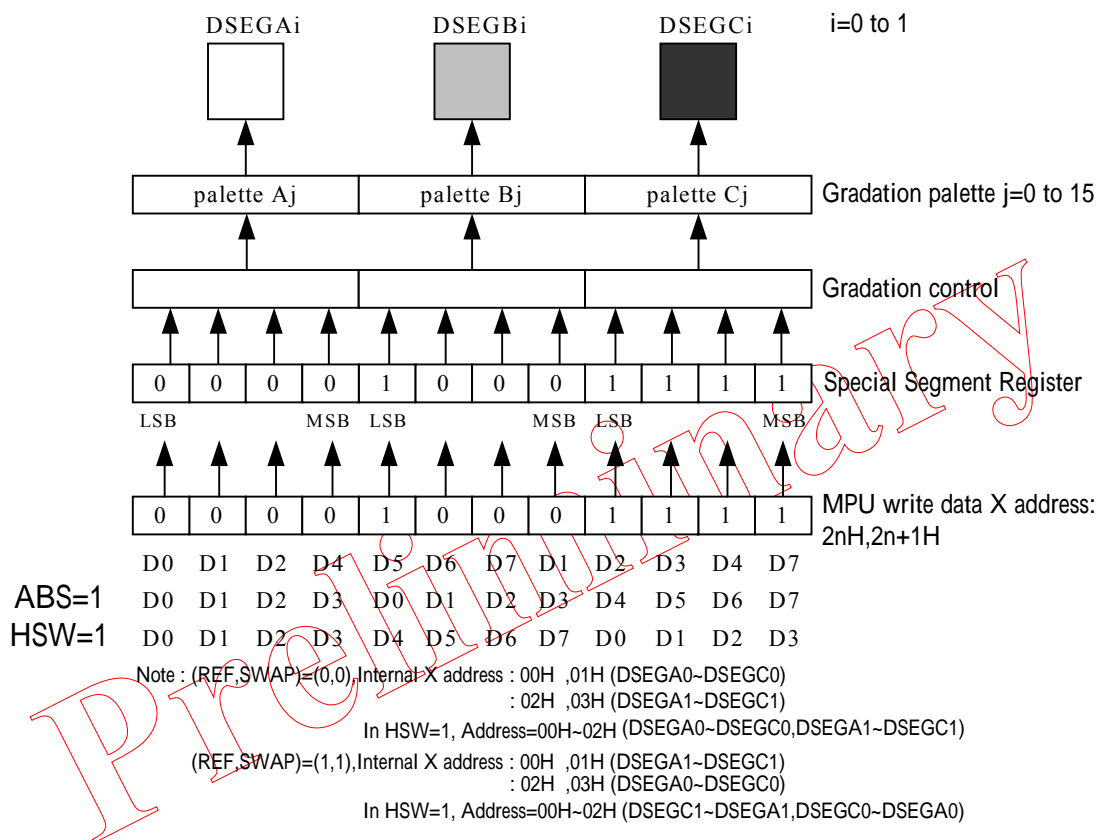 DSEGAi DSEGBi DSEGCi i=0 to 1
palette Aj palette Bj palette Cj Gradation palette j=0 to 15
Gradation control
0 0 0 0 1 0 0 0 1 1 1 1 Special Segment Register
LSB MSB LSB MSB LSB MSB
0 0 0 0 1 0 0 0 1 1 1 1 MPU write data X address:
2nH,2n+1H
D0 D1 D2 D4 D5 D6 D7 D1 D2 D3 D4 D7
ABS=1 D0 D1 D2 D3 D0 D1 D2 D3 D4 D5 D6 D7
HSW=1 D0 D1 D2 D3 D4 D5 D6 D7 D0 D1 D2 D3
Note : (REF,SWAP)=(0,0),Internal X address : 00H ,01H (DSEGA0~DSEGC0)
: 02H ,03H (DSEGA1~DSEGC1)
In HSW=1, Address=00H~02H (DSEGA0~DSEGC0,DSEGA1~DSEGC1)
(REF,SWAP)=(1,1),Internal X address : 00H ,01H (DSEGA1~DSEGC1)
: 02H ,03H (DSEGA0~DSEGC0)
In HSW=1, Address=00H~02H (DSEGC1~DSEGA1,DSEGC0~DSEGA0)
Preliminary